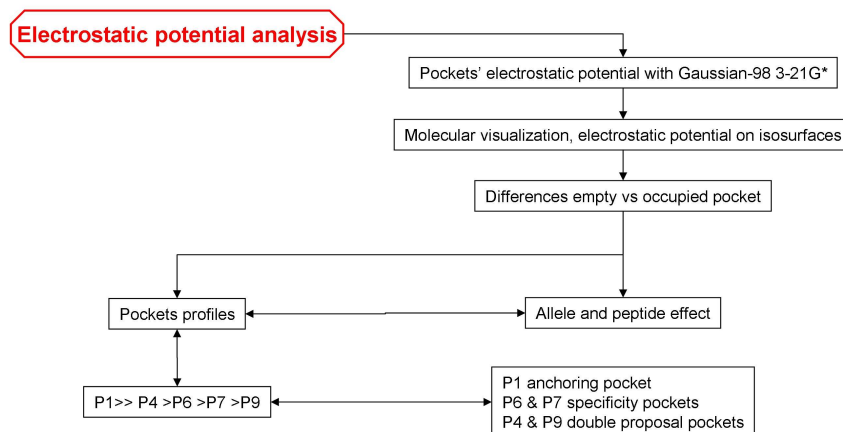 Electrostatic potential analysis
Pockets' electrostatic potential with Gaussian-98 3-21G*
Molecular visualization, electrostatic potential on isosurfaces
Differences empty vs occupied pocket
Pockets profiles
Allele and peptide effect
P1>> P4 >P6 >P7 >P9
P1 anchoring pocket
P6 & P7 specificity pockets
P4 & P9 double proposal pockets